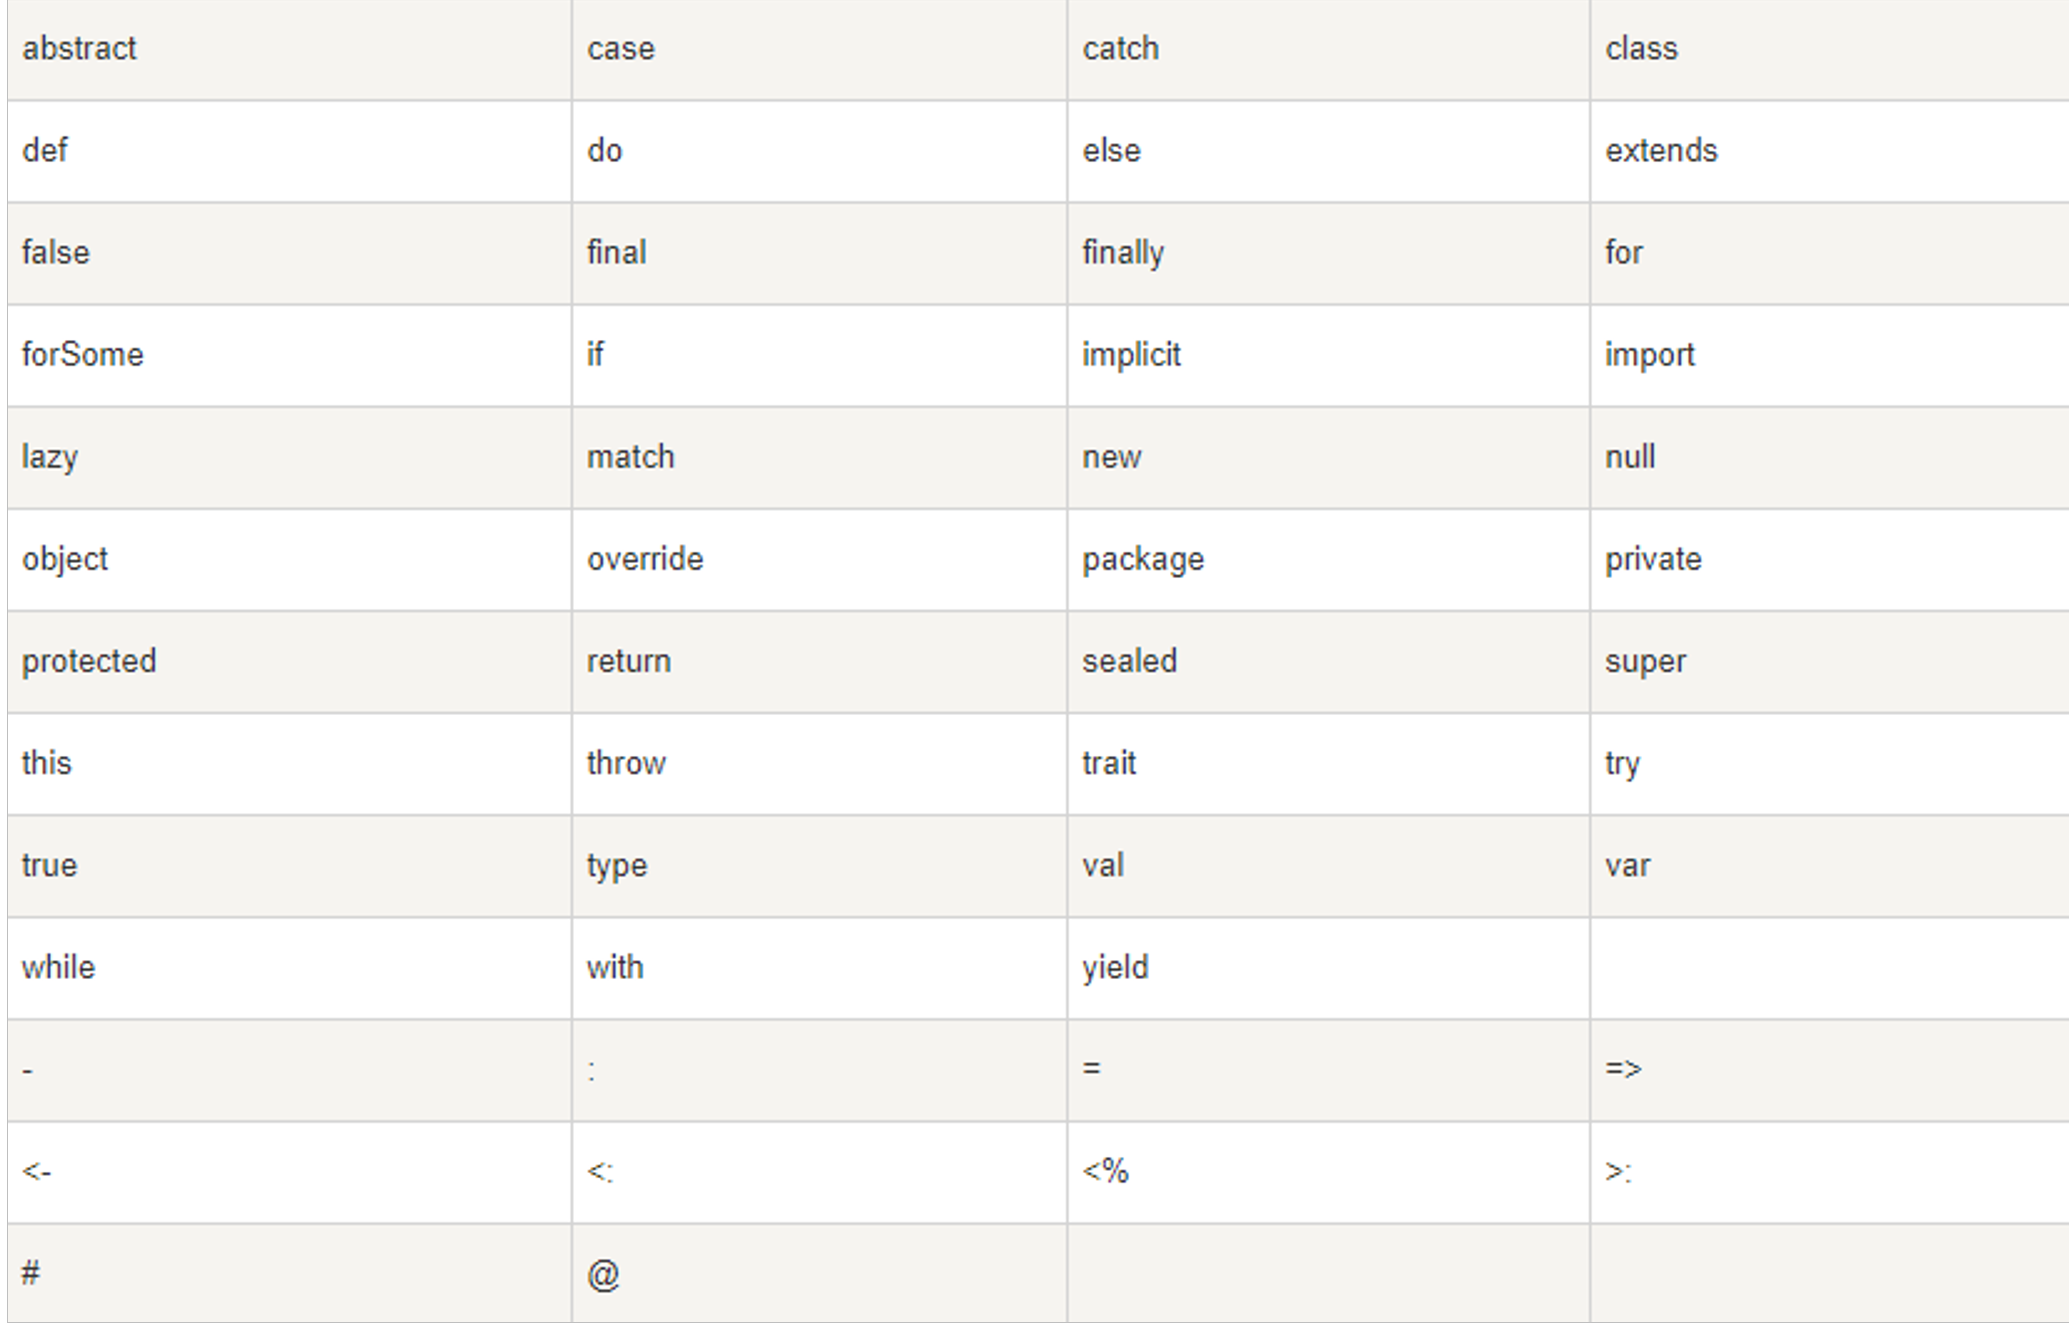 abstract case catch class
def do else extends
false final finally for
forSome if implicit import
lazy match new null
object override package private
protected return sealed super
this throw trait try
true type val var
while with yield
- : = =>
<- <: <% >:
# @